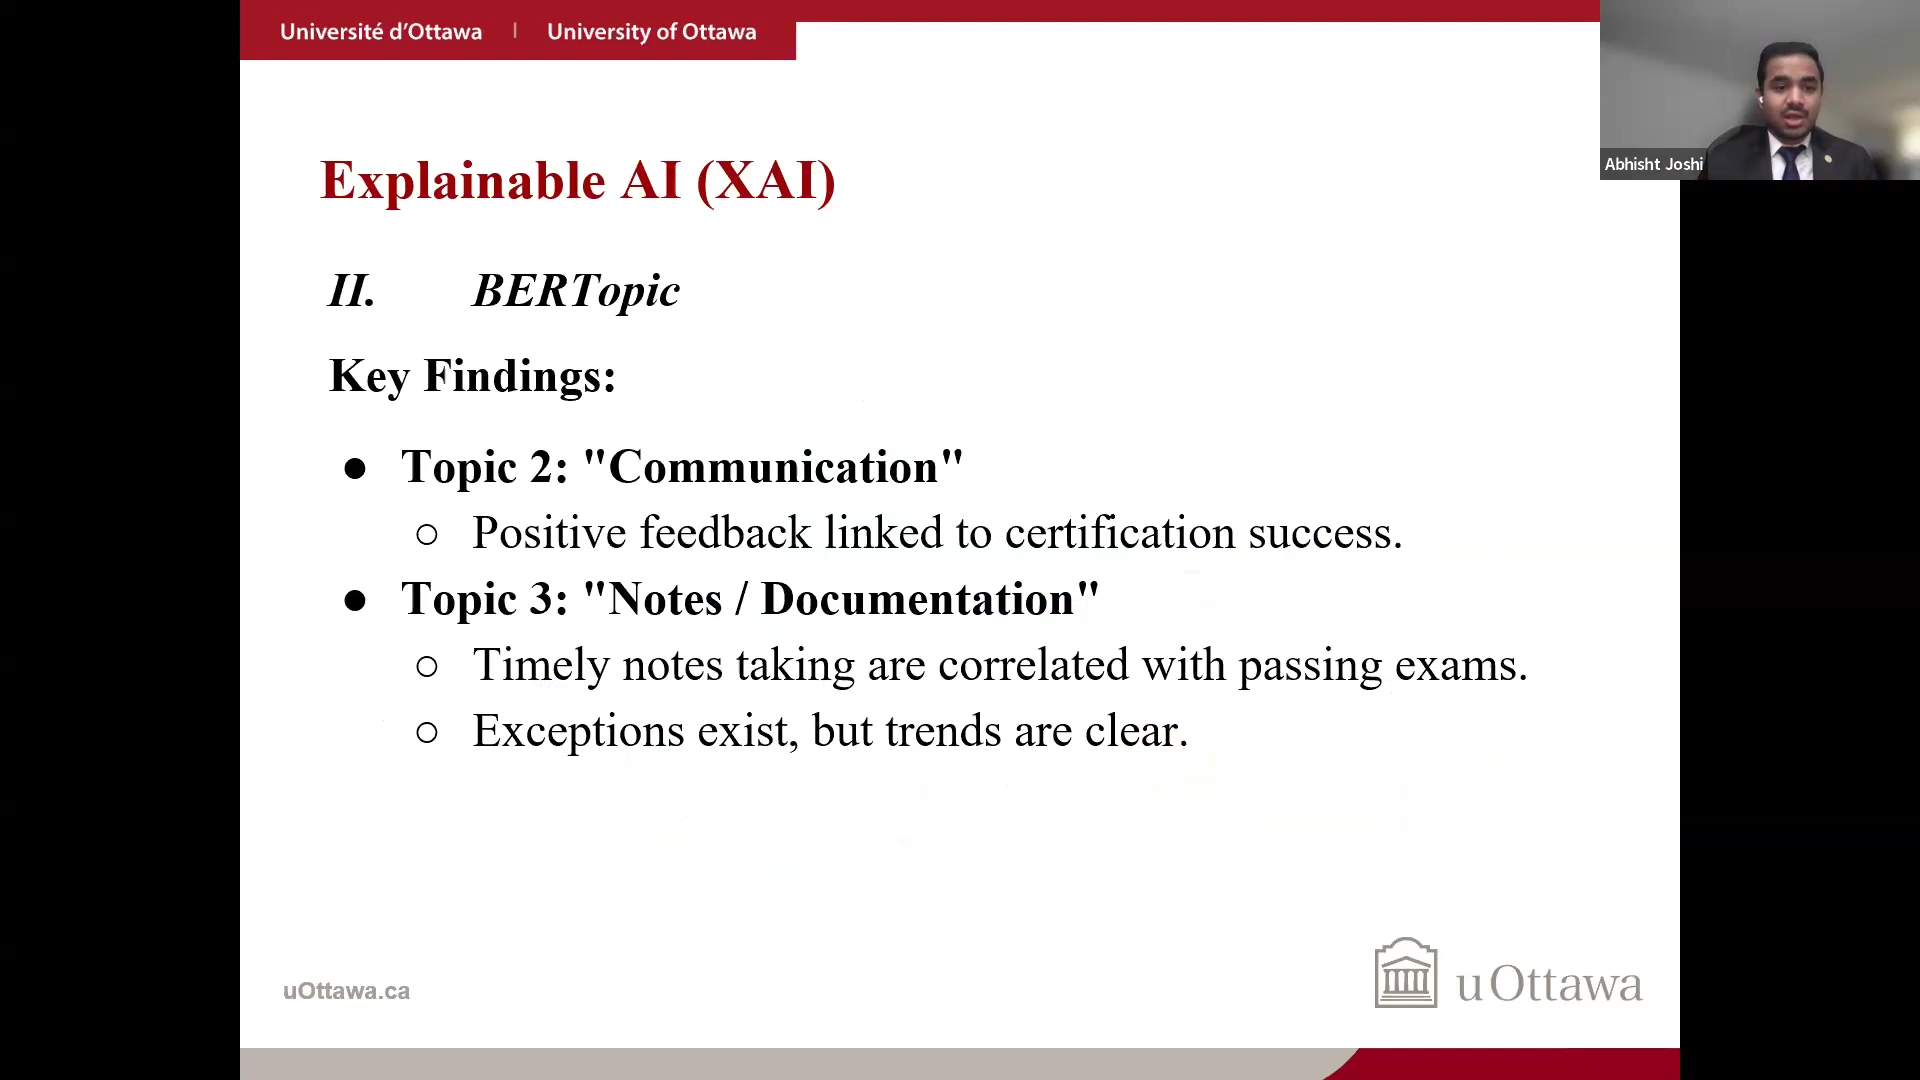 Université d'Ottawa | University of Ottawa
Abhisht Joshi
Explainable AI (XAI)
II. BERTopic
Key Findings:
● Topic 2: "Communication"
○ Positive feedback linked to certification success.
● Topic 3: "Notes / Documentation"
○ Timely notes taking are correlated with passing exams.
○ Exceptions exist, but trends are clear.
uOttawa.ca
uOttawa